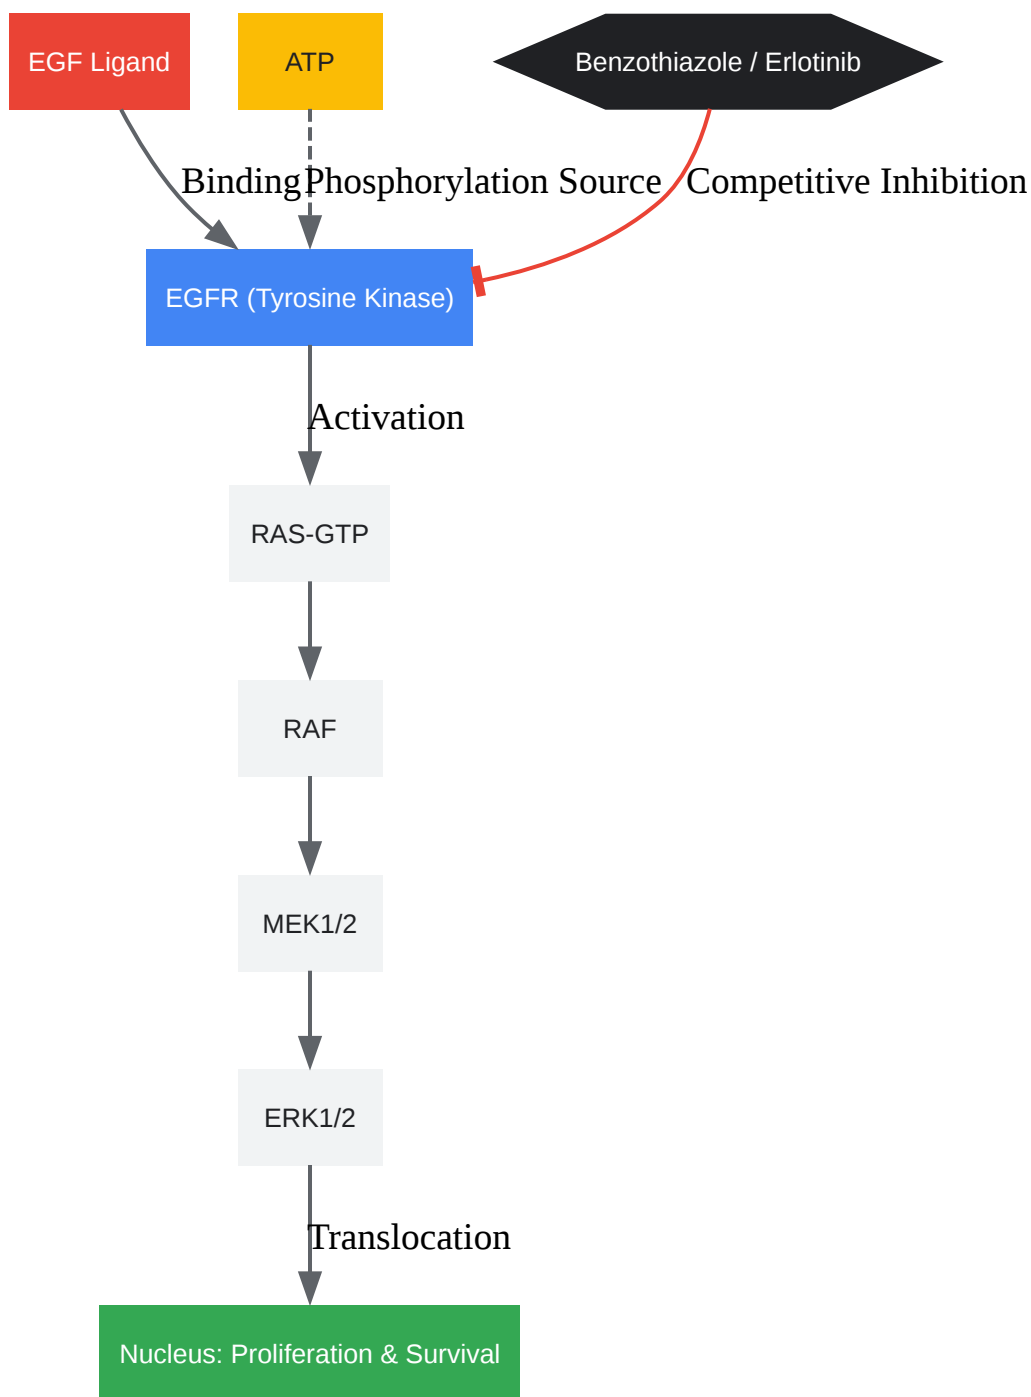 EGF Ligand
ATP
Benzothiazole / Erlotinib
Binding
Phosphorylation Source
Competitive Inhibition
EGFR (Tyrosine Kinase)
Activation
RAS-GTP
RAF
MEK1/2
ERK1/2
Translocation
Nucleus: Proliferation & Survival